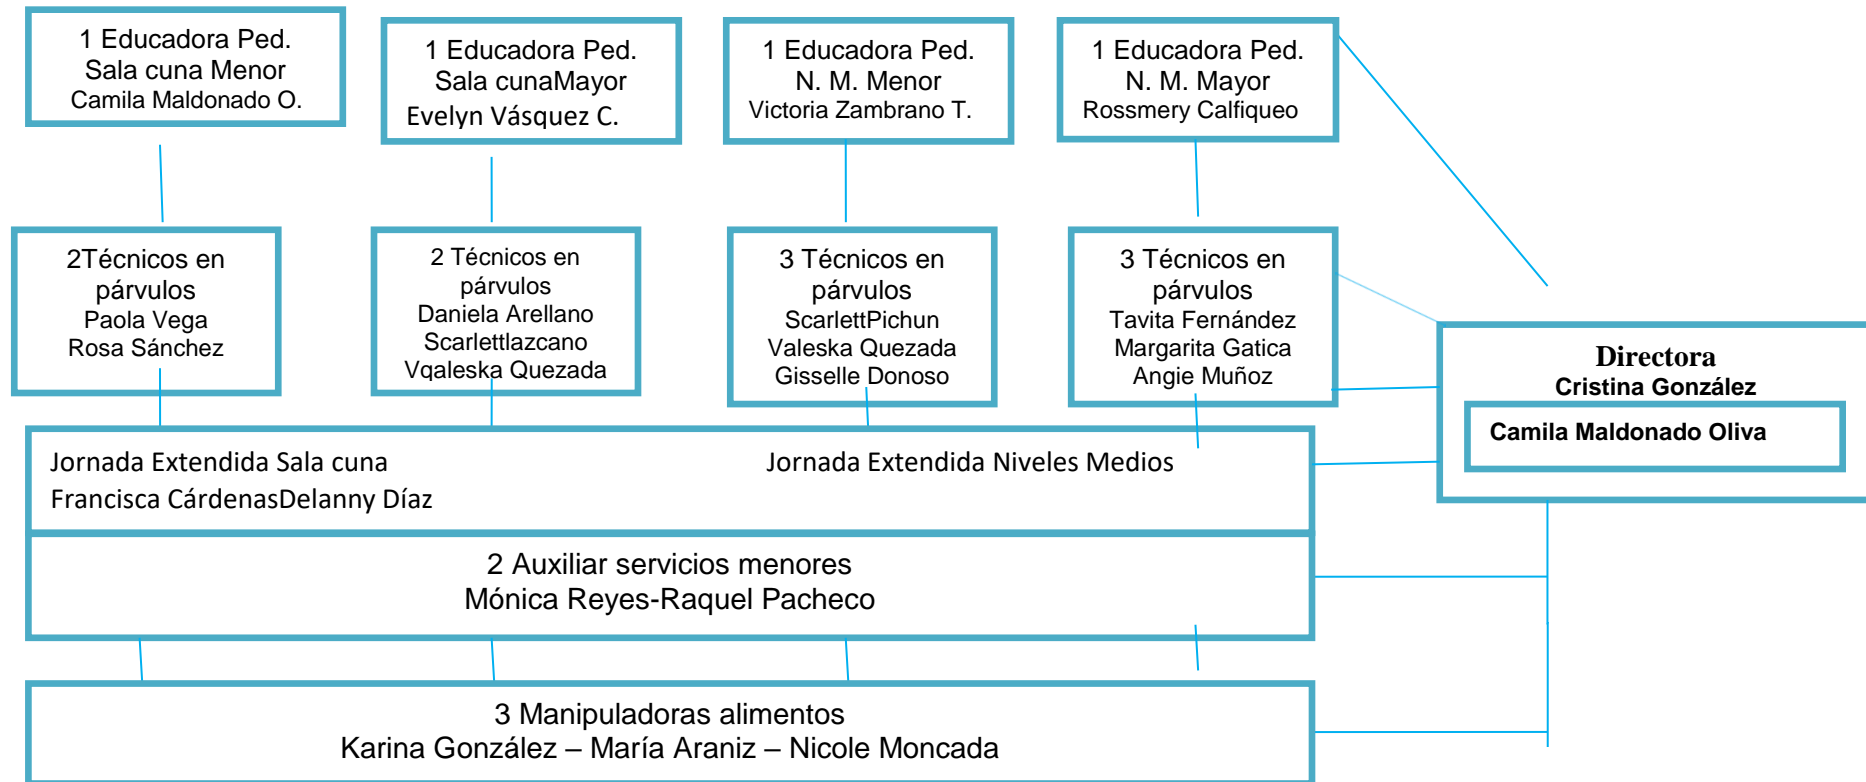 1 Educadora Ped.
Sala cuna Menor
Camila Maldonado O.
1 Educadora Ped.
Sala cunaMayor
Evelyn Vásquez C.
1 Educadora Ped.
N. M. Menor
Victoria Zambrano T.
1 Educadora Ped.
N. M. Mayor
Rossmery Calfiqueo
2Técnicos en
párvulos
Paola Vega
Rosa Sánchez
2 Técnicos en
párvulos
Daniela Arellano
Scarlettlazcano
Vqaleska Quezada
3 Técnicos en
párvulos
ScarlettPichun
Valeska Quezada
Gisselle Donoso
3 Técnicos en
párvulos
Tavita Fernández
Margarita Gatica
Angie Muñoz
Directora
Cristina González
Camila Maldonado Oliva
Jornada Extendida Sala cuna
Jornada Extendida Niveles Medios
Francisca CárdenasDelanny Díaz
2 Auxiliar servicios menores
Mónica Reyes-Raquel Pacheco
3 Manipuladoras alimentos
Karina González – María Araniz – Nicole Moncada